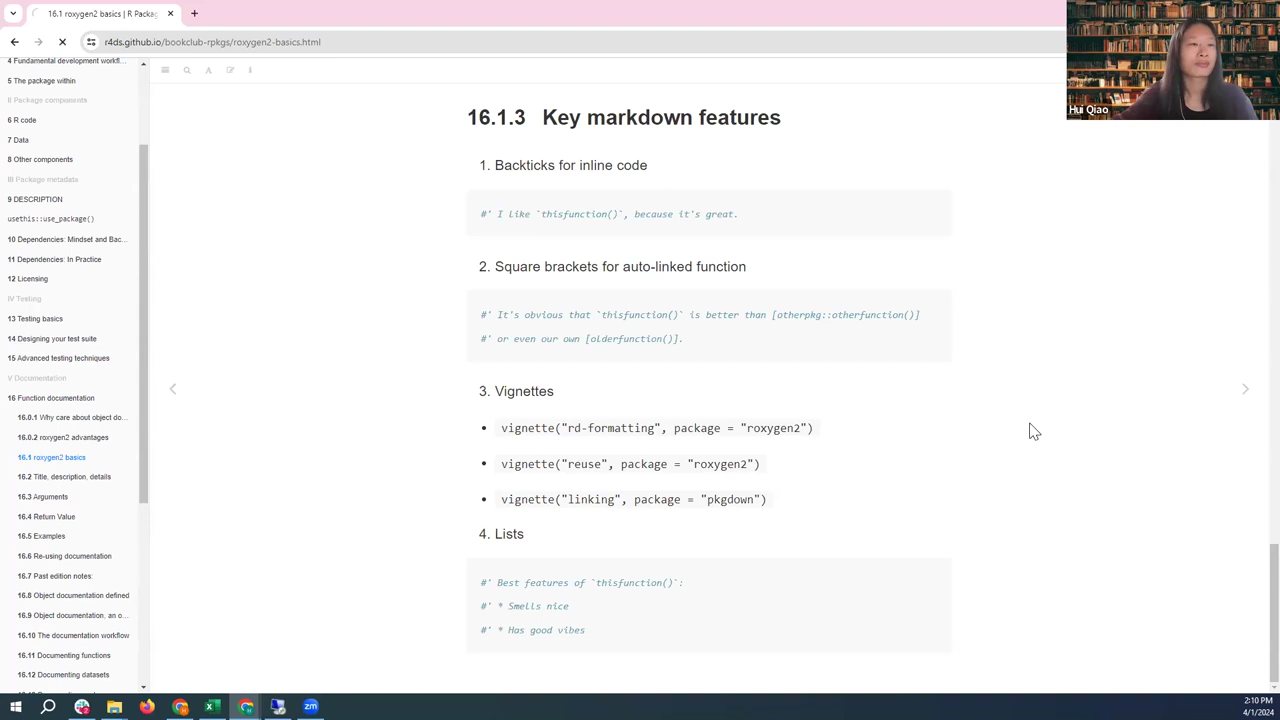 16.1 roxygen2 basics | R Packag
r4ds.github.io/bookclub-rpkgs/roxygen2-basics.html
4 Fundamental development workfl...
5 The package within
II Package components
6 R code
7 Data
8 Other components
III Package metadata
9 DESCRIPTION
usethis::use_package()
10 Dependencies: Mindset and Bac...
11 Dependencies: In Practice
12 Licensing
IV Testing
13 Testing basics
14 Designing your test suite
15 Advanced testing techniques
V Documentation
16 Function documentation
16.0.1 Why care about object do...
16.0.2 roxygen2 advantages
16.1 roxygen2 basics
16.2 Title, description, details
16.3 Arguments
16.4 Return Value
16.5 Examples
16.6 Re-using documentation
16.7 Past edition notes:
16.8 Object documentation defined
16.9 Object documentation, an o...
16.10 The documentation workflow
16.11 Documenting functions
16.12 Documenting datasets
16.1.3 Key markdown features
1. Backticks for inline code
#' I like `thisfunction()`, because it's great.
2. Square brackets for auto-linked function
#' It's obvious that `thisfunction()` is better than [otherpkg::otherfunction()]
#' or even our own [olderfunction()].
3. Vignettes
vignette("rd-formatting", package = "roxygen2")
vignette("reuse", package = "roxygen2")
vignette("linking", package = "pkgdown")
4. Lists
#' Best features of `thisfunction()`:
#' * Smells nice
#' * Has good vibes
Hui Qiao
2:10 PM
4/1/2024